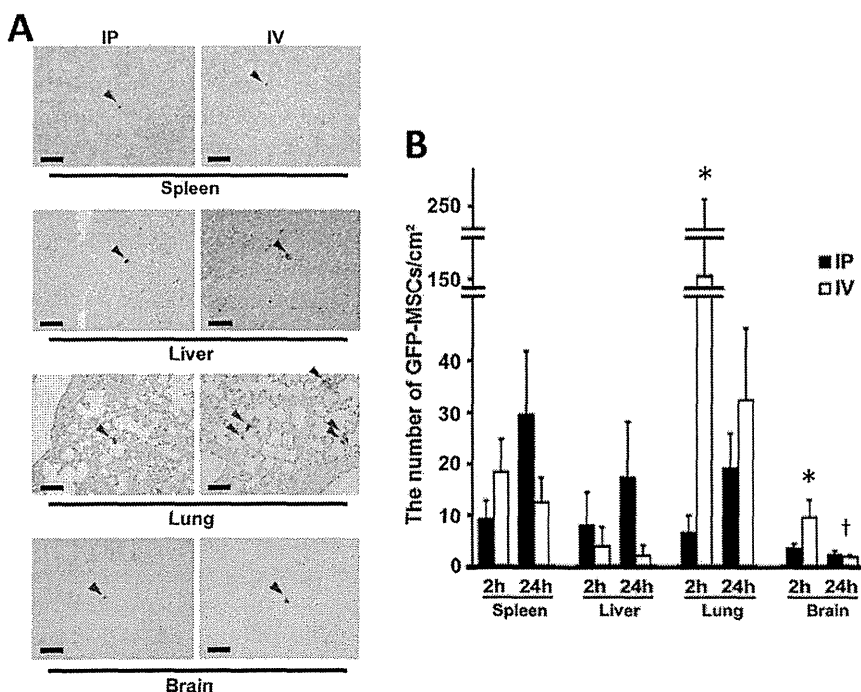 A
IP IV
Spleen
Liver
Lung
Brain
B
The number of GFP-MSCs/cm²
250
150
40
30
20
10
0
*
*
†
IP
IV
2h 24h 2h 24h 2h 24h 2h 24h
Spleen Liver Lung Brain